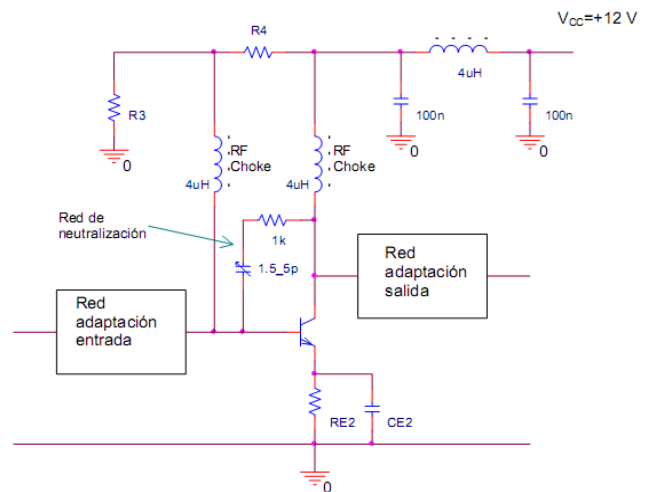 VCC=+12 V
R4
4uH
R3
100n
100n
0
0
0
RF
Choke
4uH
RF
Choke
4uH
Red de
neutralización
1k
1.5_5p
Red
adaptación
salida
Red
adaptación
entrada
RE2
CE2
0